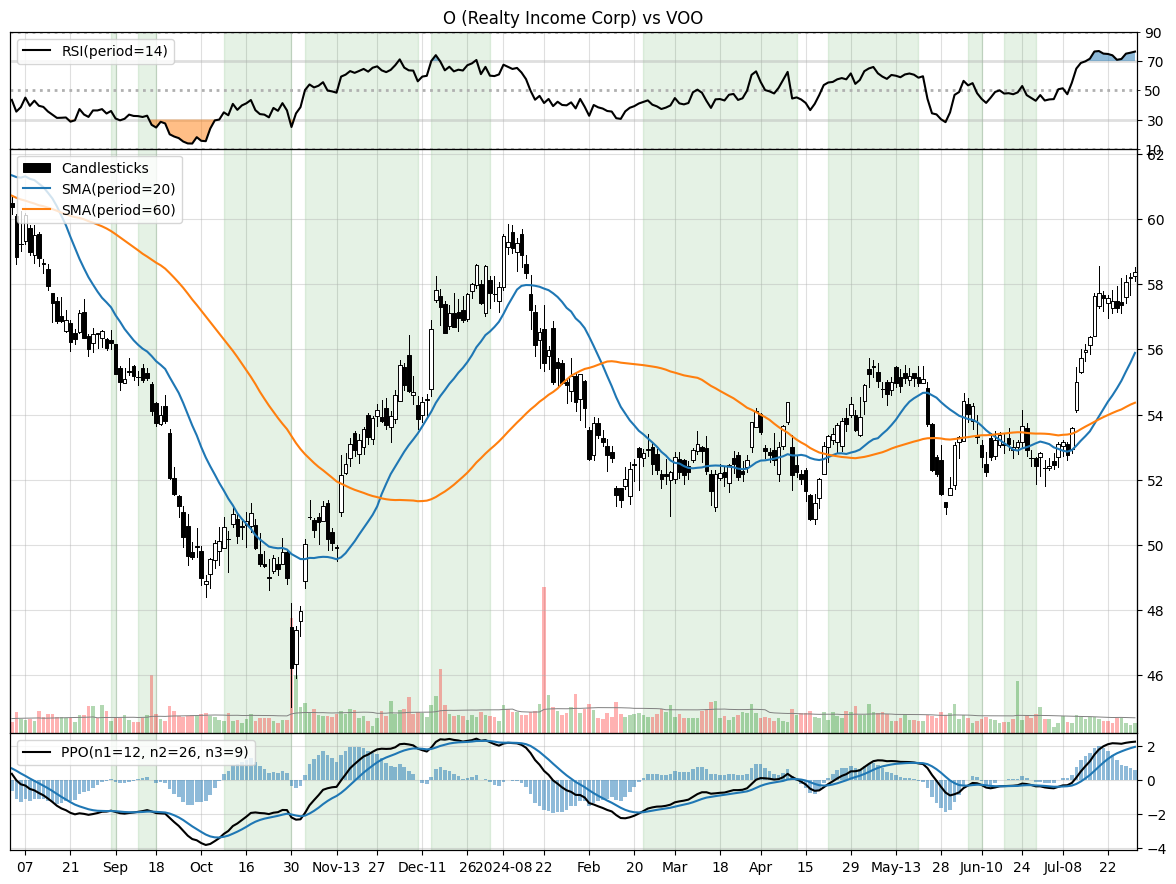 O (Realty Income Corp) vs VOO
RSI(period=14)
90
70
50
30
10
Candlesticks
SMA(period=20)
SMA(period=60)
62
60
58
56
54
52
50
48
46
PPO(n1=12, n2=26, n3=9)
2
0
−2
−4
07 21 Sep 18 Oct 16 30 Nov-13 27 Dec-11 26 2024-08 22 Feb 20 Mar 18 Apr 15 29 May-13 28 Jun-10 24 Jul-08 22